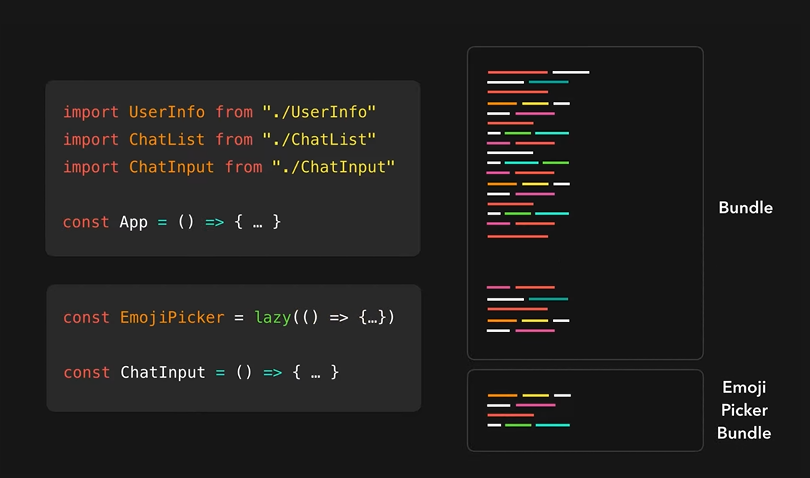 import UserInfo from "./UserInfo"
import ChatList from "./ChatList"
import ChatInput from "./ChatInput"
const App = () => { … }
const EmojiPicker = lazy(() => {…})
const ChatInput = () => { … }
Bundle
Emoji
Picker
Bundle